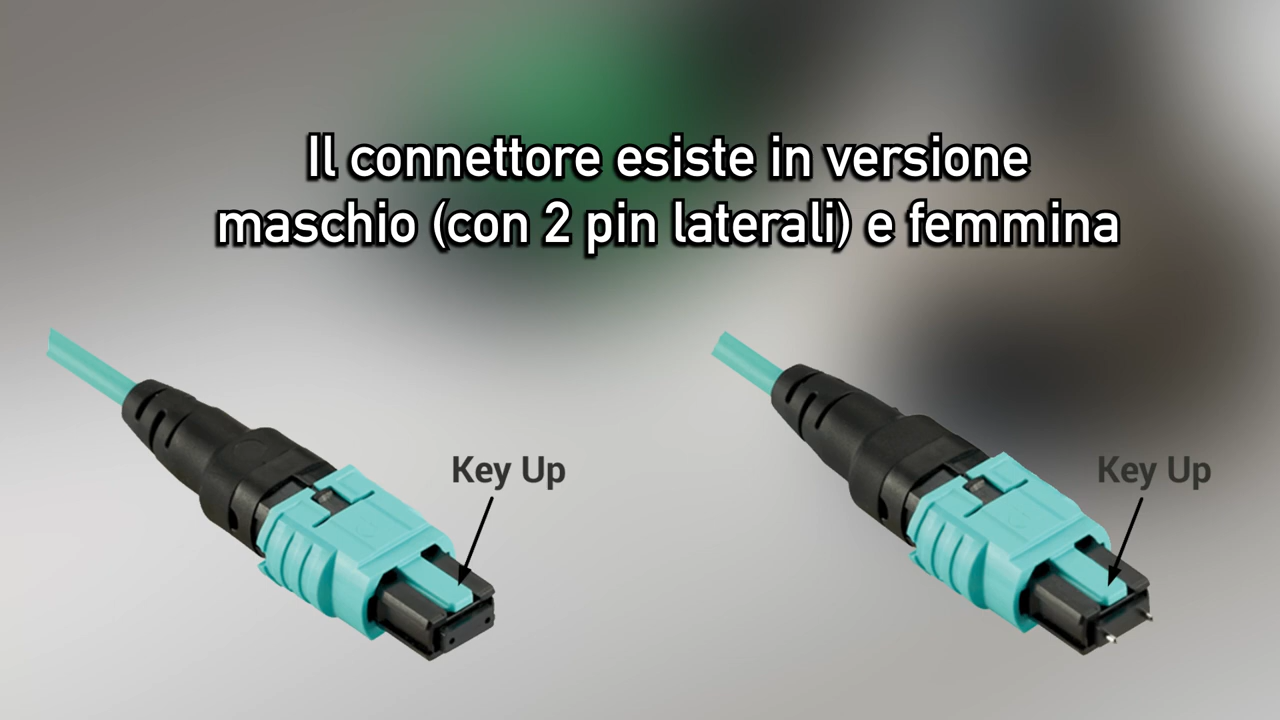 Il connettore esiste in versione
maschio (con 2 pin laterali) e femmina
Key Up
Key Up